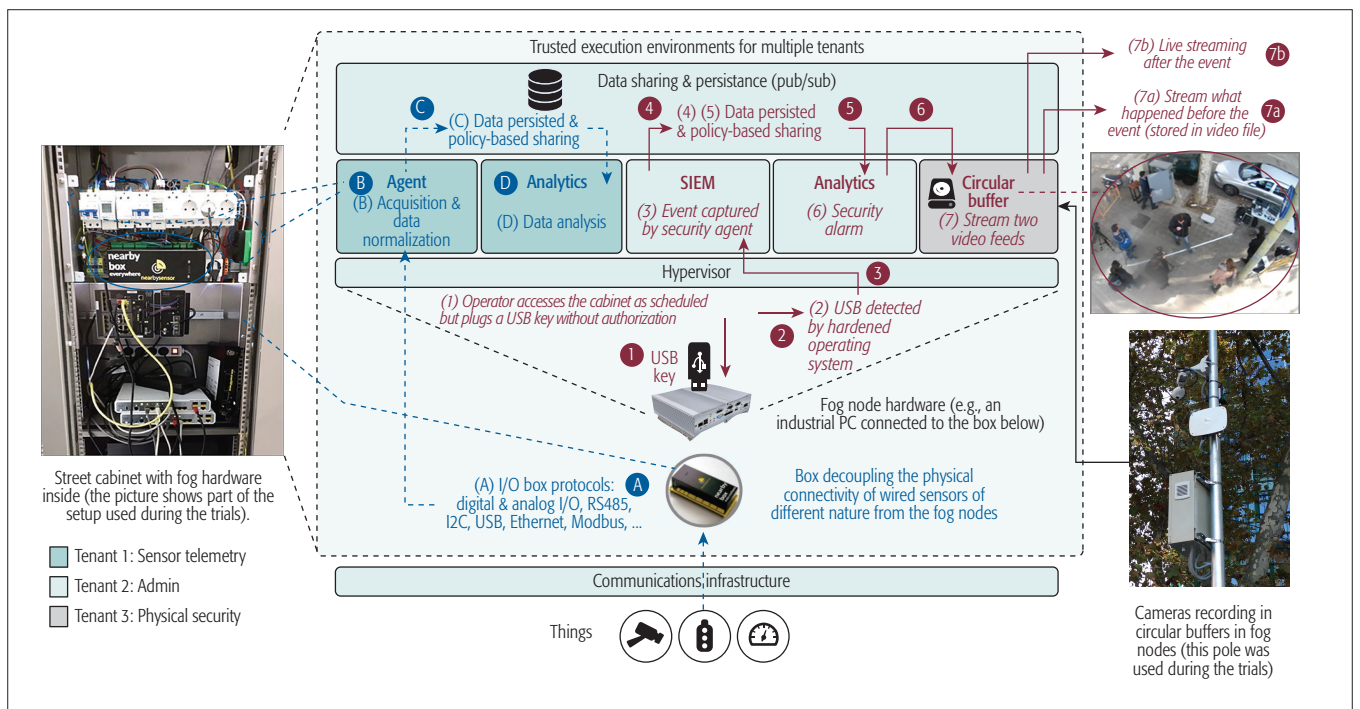 Trusted execution environments for multiple tenants
Data sharing & persistance (pub/sub)
C
(C) Data persisted &
policy-based sharing
4
(4) (5) Data persisted
& policy-based sharing
5
6
(7b) Live streaming
after the event
7b
(7a) Stream what
happened before the
event (stored in video file)
7a
B
Agent
(B) Acquisition &
data
normalization
D
Analytics
(D) Data analysis
SIEM
(3) Event captured
by security agent
Analytics
(6) Security
alarm
Circular
buffer
(7) Stream two
video feeds
Hypervisor
3
(1) Operator accesses the cabinet as scheduled
but plugs a USB key without authorization
(2) USB detected
by hardened
operating
system
2
1
USB
key
Fog node hardware (e.g., an
industrial PC connected to the box below)
nearby
box
everywhere
nearbysensor
Street cabinet with fog hardware
inside (the picture shows part of the
setup used during the trials).
(A) I/O box protocols:
digital & analog I/O, RS485,
I2C, USB, Ethernet, Modbus, ...
A
Box decoupling the physical
connectivity of wired sensors of
different nature from the fog nodes
Tenant 1: Sensor telemetry
Tenant 2: Admin
Tenant 3: Physical security
Communications infrastructure
Things
Cameras recording in
circular buffers in fog
nodes (this pole was
used during the trials)